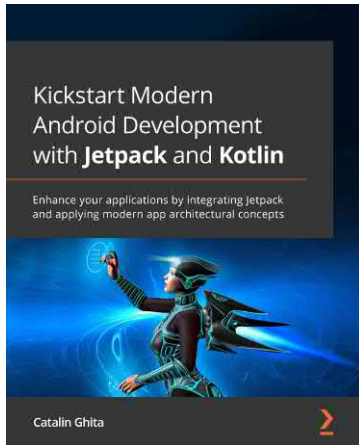 Kickstart Modern
Android Development
with Jetpack and Kotlin
Enhance your applications by integrating Jetpack
and applying modern app architectural concepts
Catalin Ghita